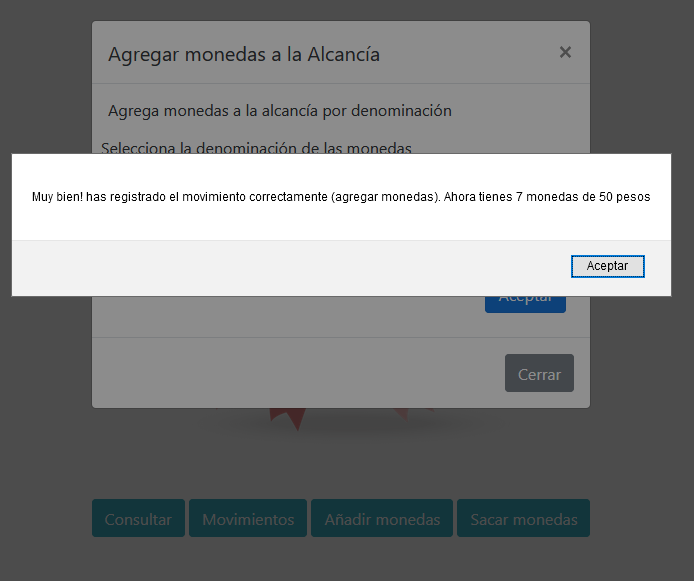 Agregar monedas a la Alcancía
×
Agrega monedas a la alcancía por denominación
Selecciona la denominación de las monedas
Muy bien! has registrado el movimiento correctamente (agregar monedas). Ahora tienes 7 monedas de 50 pesos
Aceptar
Aceptar
Cerrar
Consultar Movimientos Añadir monedas Sacar monedas